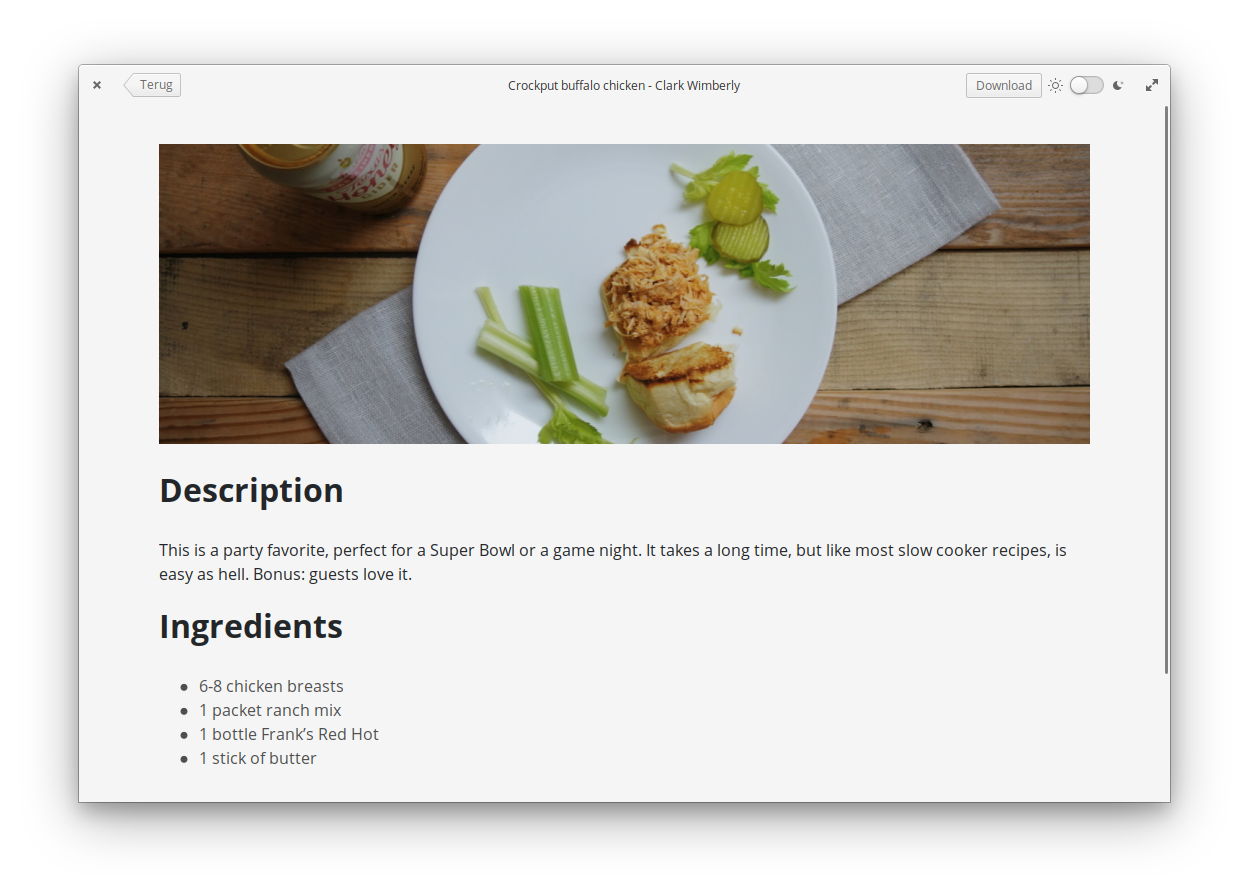 Terug
Crockput buffalo chicken - Clark Wimberly
Download
Honey
CIDER
Description
This is a party favorite, perfect for a Super Bowl or a game night. It takes a long time, but like most slow cooker recipes, is
easy as hell. Bonus: guests love it.
Ingredients
● 6-8 chicken breasts
● 1 packet ranch mix
● 1 bottle Frank’s Red Hot
● 1 stick of butter